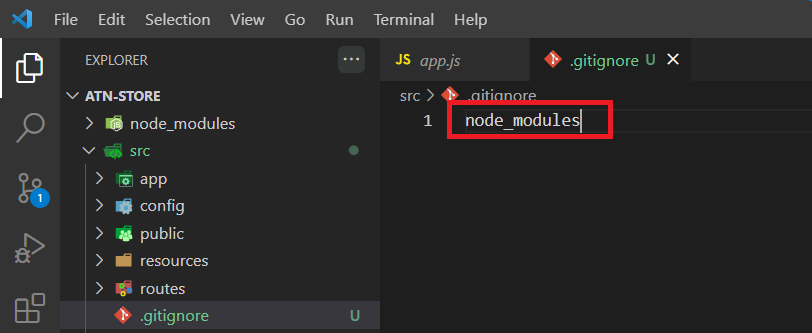 File Edit Selection View Go Run Terminal Help
EXPLORER ...
JS app.js .gitignore U
ATN-STORE
src > .gitignore
node_modules
1 node_modules
src
app
config
1
public
resources
routes
.gitignore U